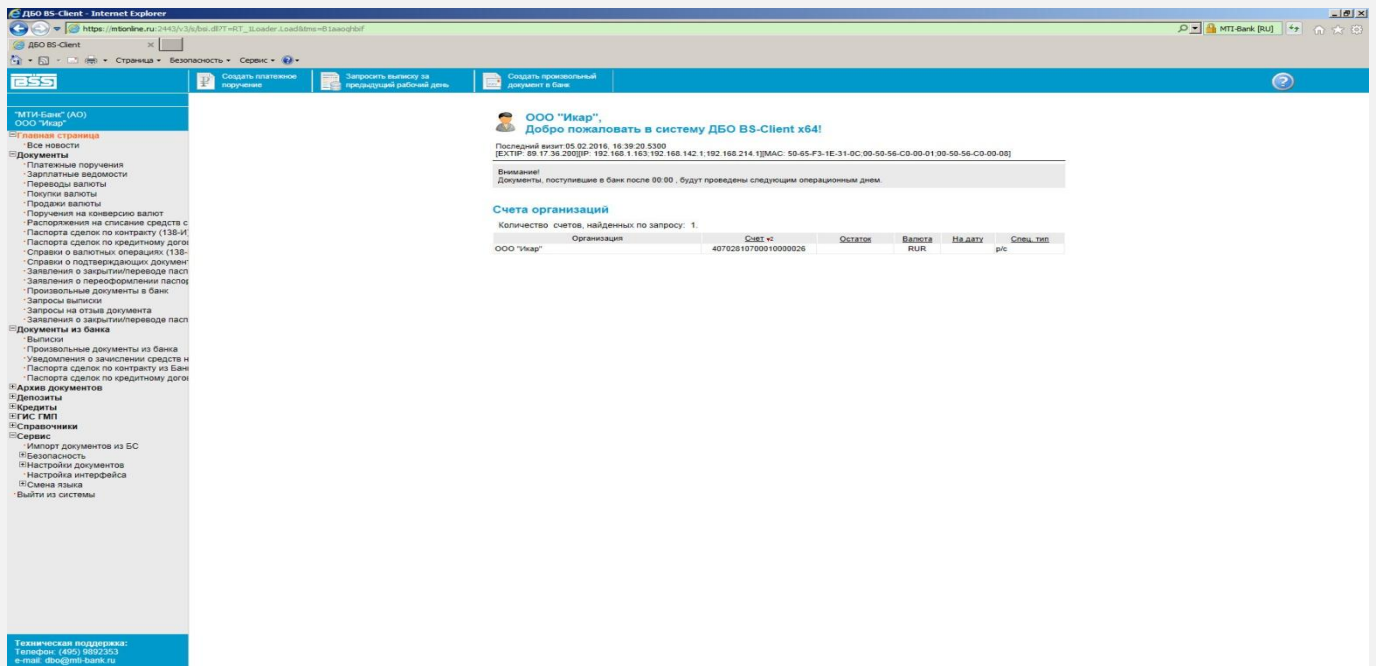 ДБО BS-Client - Internet Explorer
https://mtionline.ru:2443/v3/s/bsi.dll?T=RT_1Loader.Load&tms=
MTI-Bank [RU]
ДБО BS-Client
Страница Безопасность Сервис
BSS
Создать платежное поручение
Запросить выписку за предыдущий рабочий день
Создать произвольный документ в банк
"МТИ-Банк" (АО)
ООО "Икар"
Главная страница
Все новости
Документы
Платежные поручения
Зарплатные ведомости
Переводы валюты
Покупки валюты
Продажи валюты
Поручения на конверсию валют
Распоряжения на списание средств с
Паспорта сделок по контракту (138-И
Паспорта сделок по кредитному догов
Справки о валютных операциях (138-
Справки о подтверждающих документ
Заявления о закрытии/переводе пасп
Заявления о переоформлении паспор
Произвольные документы в банк
Запросы выписки
Запросы на отзыв документа
Заявления о закрытии/переводе пасп
Документы из банка
Выписки
Произвольные документы из банка
Уведомления о зачислении средств н
Паспорта сделок по контракту из Бан
Паспорта сделок по кредитному догов
Архив документов
Депозиты
Кредиты
ГИС ГМП
Справочники
Сервис
Импорт документов из БС
Безопасность
Настройки документов
Настройка интерфейса
Смена языка
Выйти из системы
Техническая поддержка:
Телефон: (495) 9892353
e-mail: dbo@mti-bank.ru
ООО "Икар",
Добро пожаловать в систему ДБО BS-Client x64!
Последний визит:05.02.2016, 16:39:20.5300
[EXTIP: 89.17.36.200][IP: 192.168.1.163;192.168.142.1;192.168.214.1][MAC: 50-65-F3-1E-31-0C;00-50-56-C0-00-01;00-50-56-C0-00-08]
Внимание!
Документы, поступившие в банк после 00:00 , будут проведены следующим операционным днем.
Счета организаций
Количество счетов, найденных по запросу: 1.
Организация Счет Остаток Валюта На дату Спец. тип
ООО "Икар" 40702810700010000026 RUR р/с